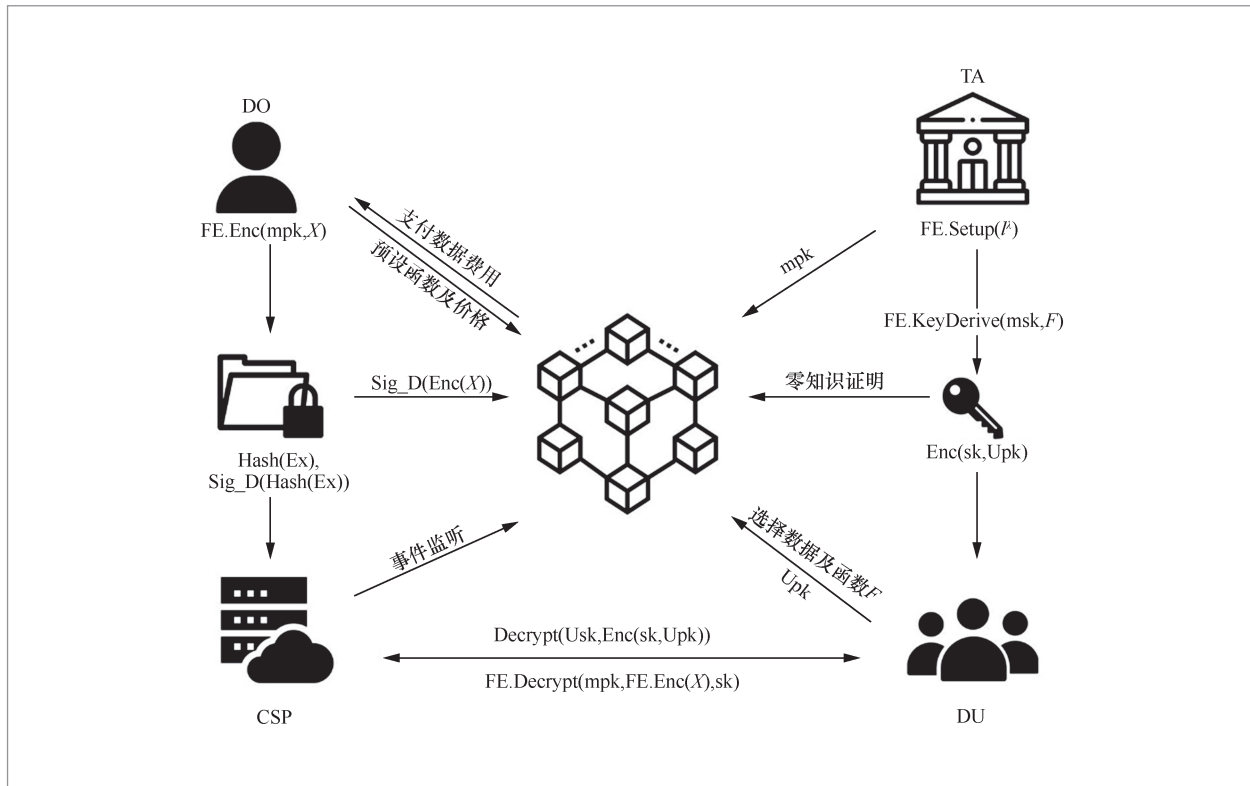 DO
TA
FE.Enc(mpk,X)
FE.Setup(lλ)
支付数据费用
预设函数及价格
mpk
FE.KeyDerive(msk,F)
Sig_D(Enc(X))
零知识证明
Hash(Ex),
Sig_D(Hash(Ex))
Enc(sk,Upk)
事件监听
选择数据及函数F
Upk
Decrypt(Usk,Enc(sk,Upk))
FE.Decrypt(mpk,FE.Enc(X),sk)
CSP
DU